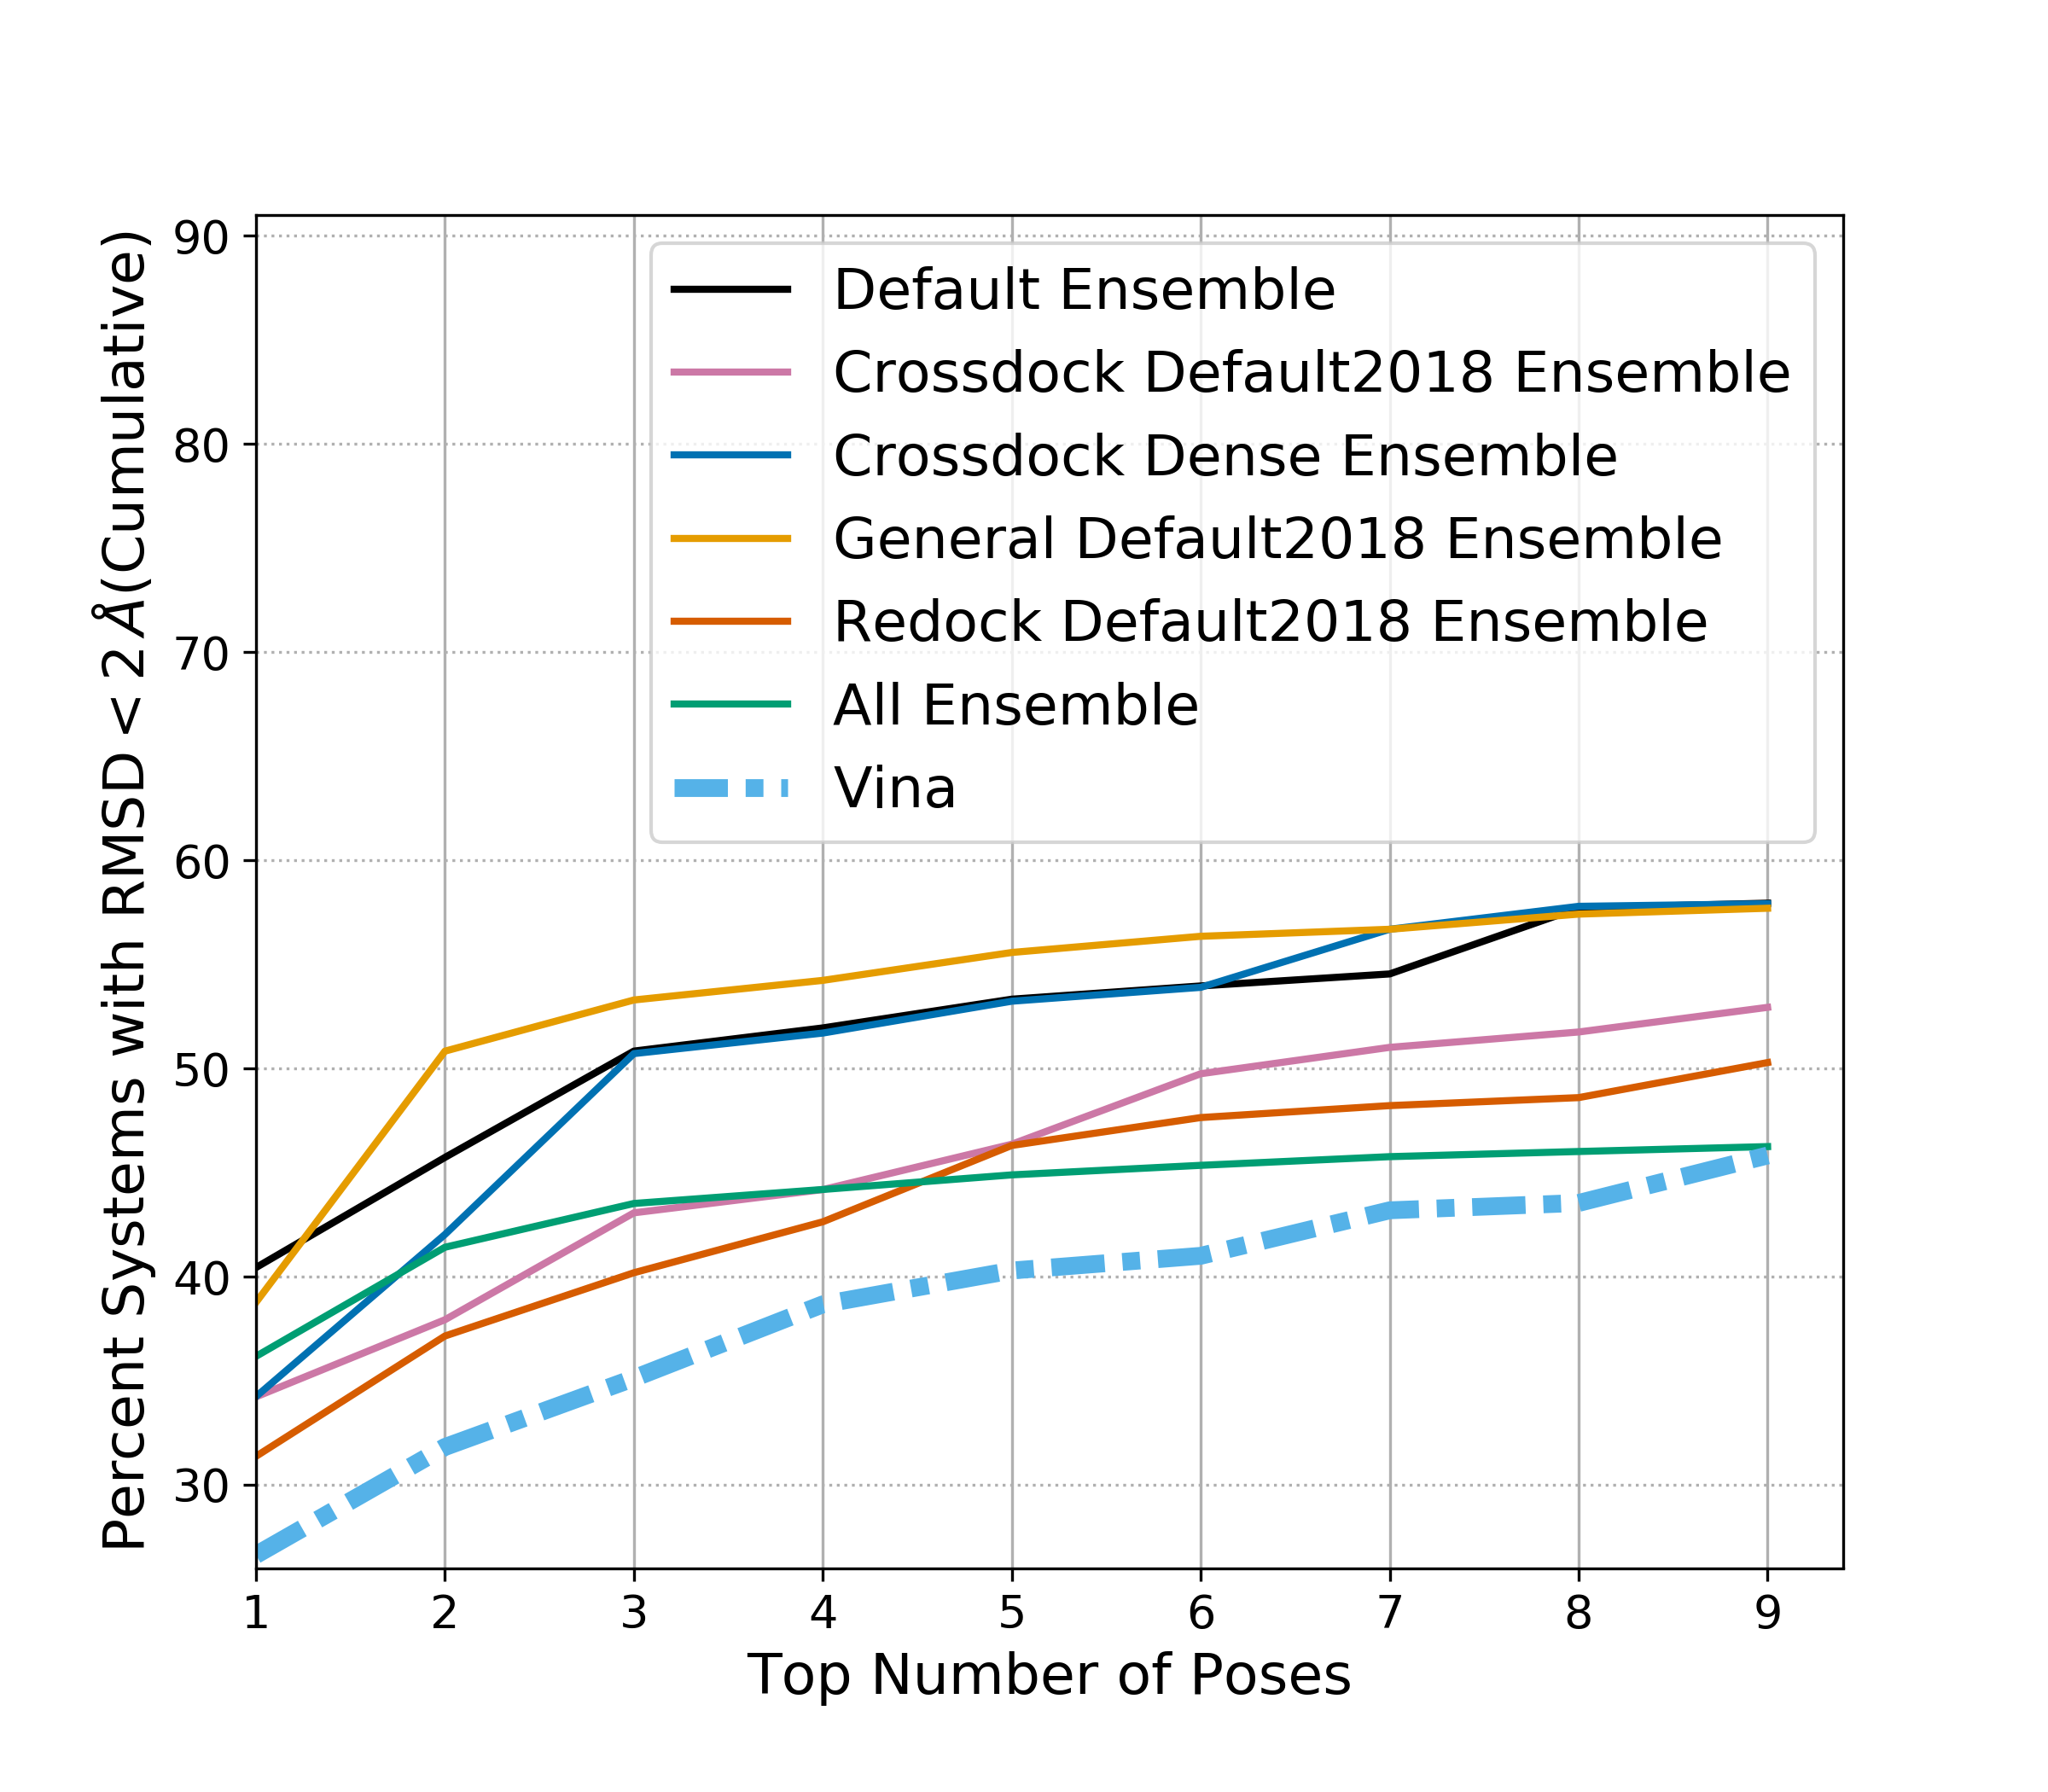 Percent Systems with RMSD < 2 Å(Cumulative)
90
80
70
60
50
40
30
Default Ensemble
Crossdock Default2018 Ensemble
Crossdock Dense Ensemble
General Default2018 Ensemble
Redock Default2018 Ensemble
All Ensemble
Vina
1 2 3 4 5 6 7 8 9
Top Number of Poses